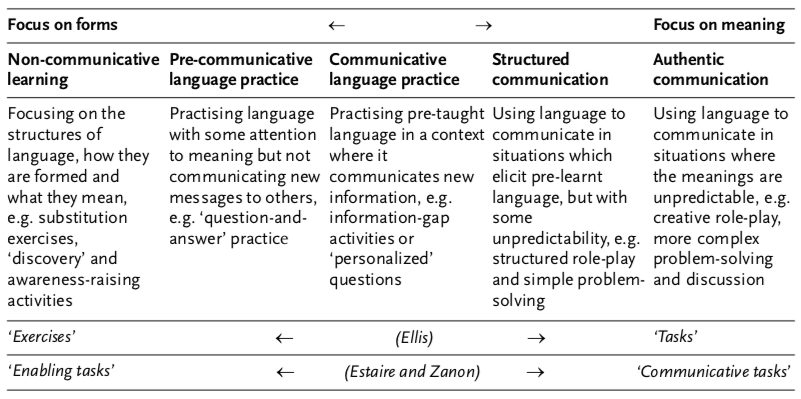 Focus on forms ← → Focus on meaning
Non-communicative learning
Pre-communicative language practice
Communicative language practice
Structured communication
Authentic communication
Focusing on the
structures of
language, how they
are formed and
what they mean,
e.g. substitution
exercises,
‘discovery’ and
awareness-raising
activities
Practising language
with some attention
to meaning but not
communicating new
messages to others,
e.g. ‘question-and-
answer’ practice
Practising pre-taught
language in a context
where it
communicates new
information, e.g.
information-gap
activities or
‘personalized’
questions
Using language to
communicate in
situations which
elicit pre-learnt
language, but with
some
unpredictability, e.g.
structured role-play
and simple problem-
solving
Using language to
communicate in
situations where
the meanings are
unpredictable, e.g.
creative role-play,
more complex
problem-solving
and discussion
‘Exercises’ ← (Ellis) → ‘Tasks’
‘Enabling tasks’ ← (Estaire and Zanon) → ‘Communicative tasks’